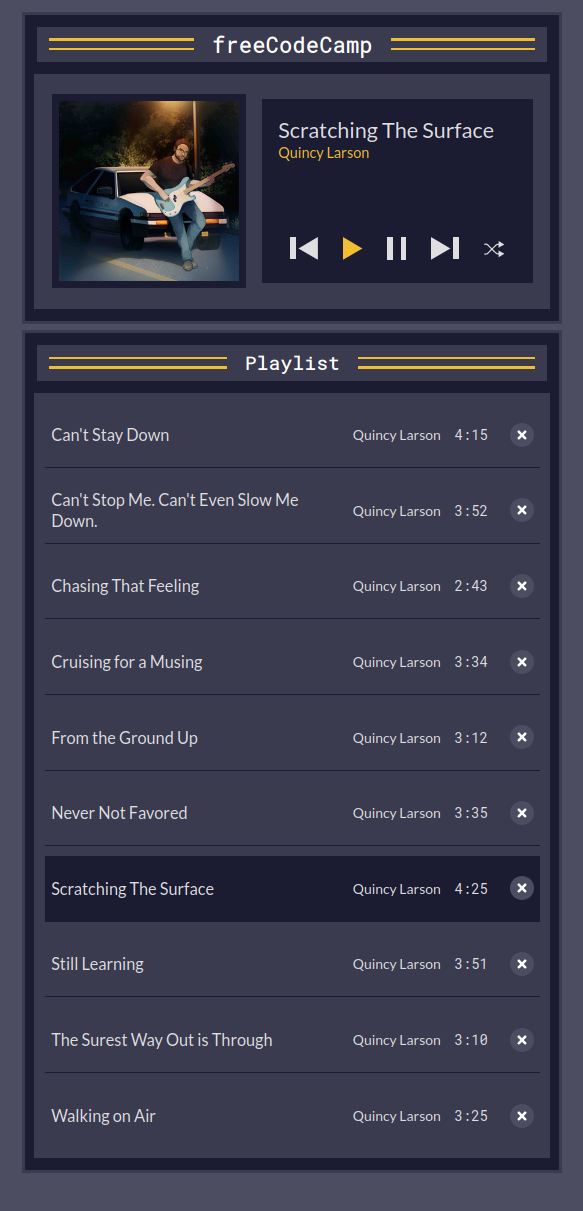 freeCodeCamp
Scratching The Surface
Quincy Larson
Playlist
Can't Stay Down Quincy Larson 4:15
Can't Stop Me. Can't Even Slow Me
Down. Quincy Larson 3:52
Chasing That Feeling Quincy Larson 2:43
Cruising for a Musing Quincy Larson 3:34
From the Ground Up Quincy Larson 3:12
Never Not Favored Quincy Larson 3:35
Scratching The Surface Quincy Larson 4:25
Still Learning Quincy Larson 3:51
The Surest Way Out is Through Quincy Larson 3:10
Walking on Air Quincy Larson 3:25